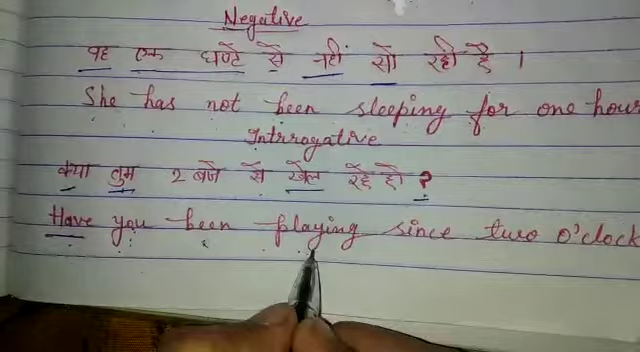 Negative
वह एक घण्टे से नहीं सो रही है ।
She has not been sleeping for one hour
Intrrogative
क्या तुम 2 बजे से खेल रहे हो ?
Have you been playing since two o'clock